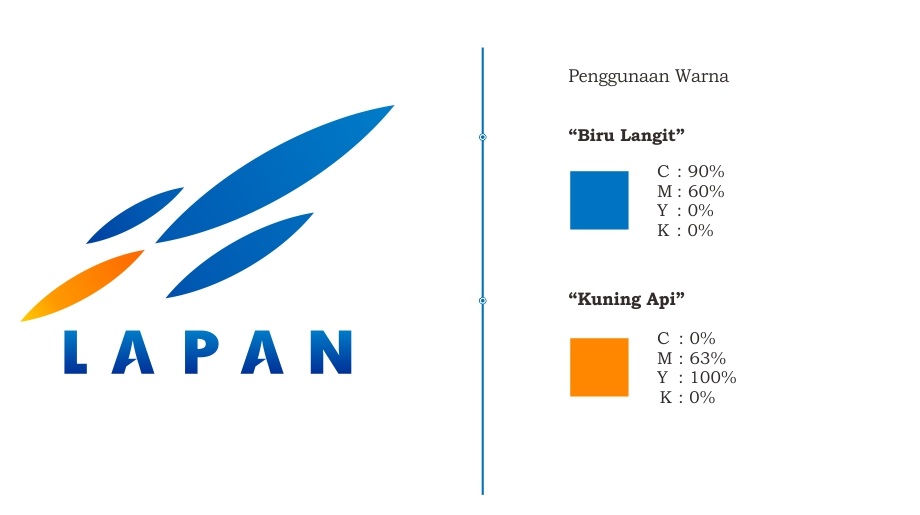 LAPAN
Penggunaan Warna
“Biru Langit”
C : 90%
M : 60%
Y : 0%
K : 0%
“Kuning Api”
C : 0%
M : 63%
Y : 100%
K : 0%